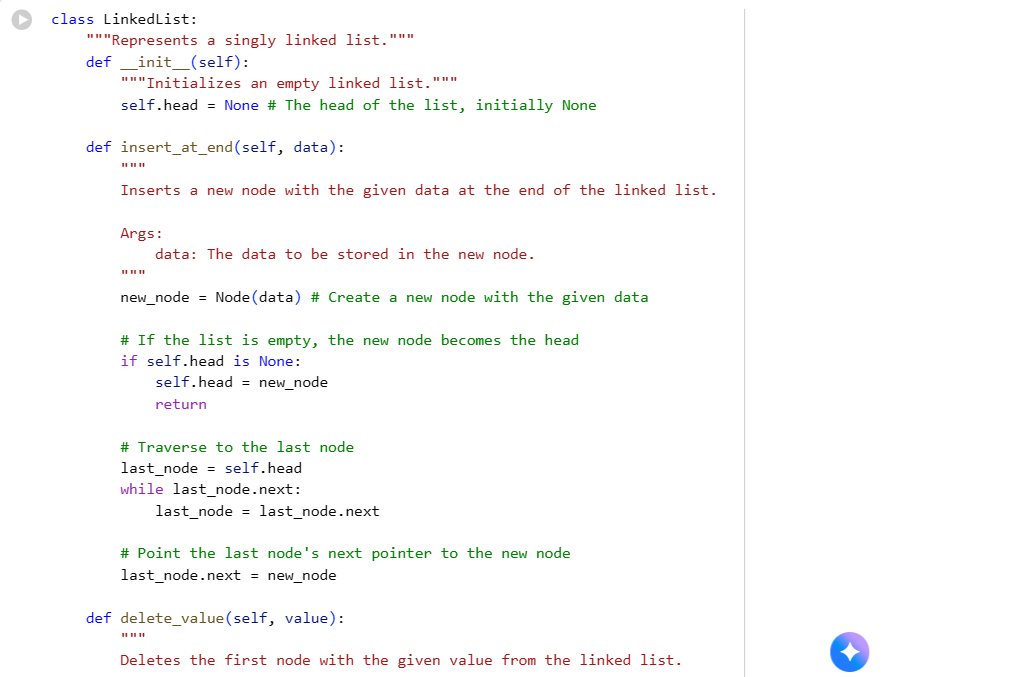 class LinkedList:
    """Represents a singly linked list."""
    def __init__(self):
        """Initializes an empty linked list."""
        self.head = None # The head of the list, initially None

    def insert_at_end(self, data):
        """
        Inserts a new node with the given data at the end of the linked list.

        Args:
            data: The data to be stored in the new node.
        """
        new_node = Node(data) # Create a new node with the given data

        # If the list is empty, the new node becomes the head
        if self.head is None:
            self.head = new_node
            return

        # Traverse to the last node
        last_node = self.head
        while last_node.next:
            last_node = last_node.next

        # Point the last node's next pointer to the new node
        last_node.next = new_node

    def delete_value(self, value):
        """
        Deletes the first node with the given value from the linked list.